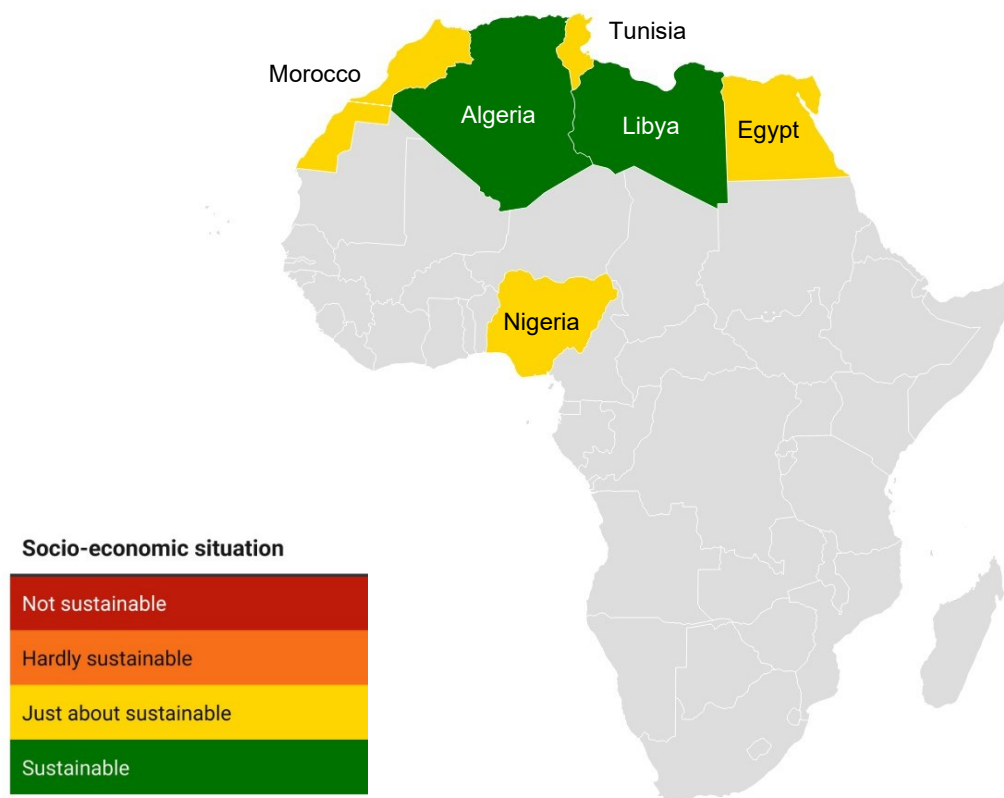 Tunisia
Morocco
Algeria
Libya
Egypt
Nigeria
Socio-economic situation
Not sustainable
Hardly sustainable
Just about sustainable
Sustainable